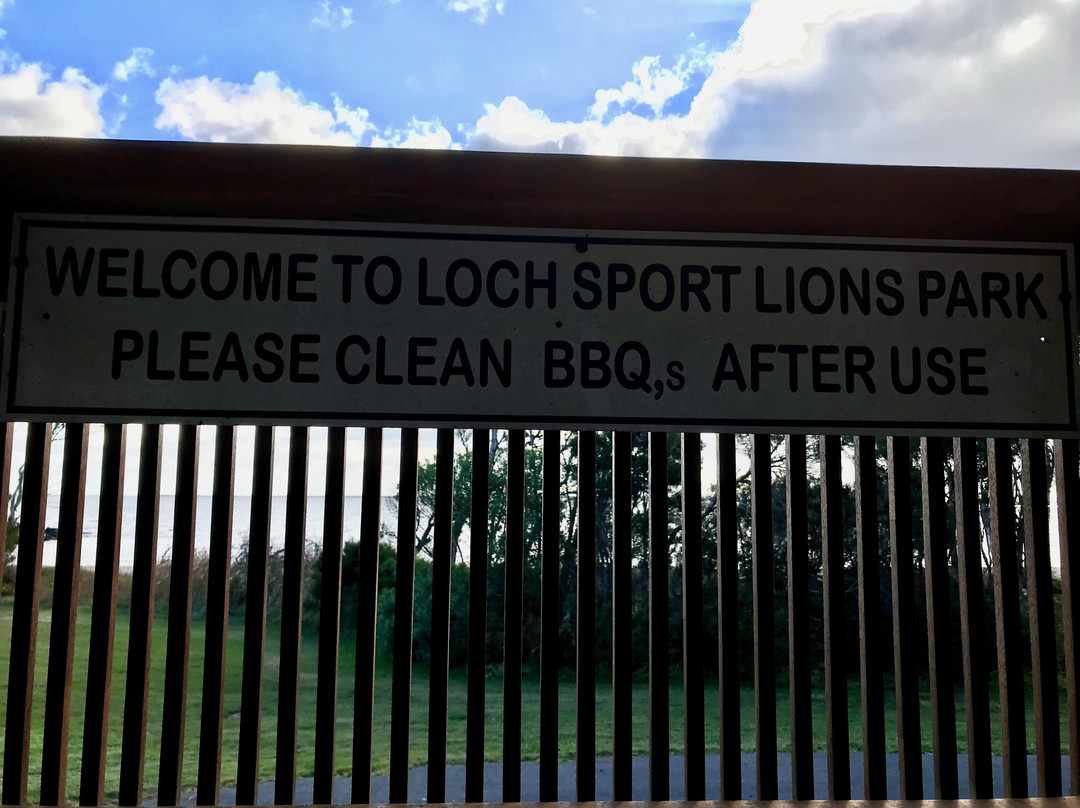 WELCOME TO LOCH SPORT LIONS PARK
PLEASE CLEAN BBQ,s AFTER USE